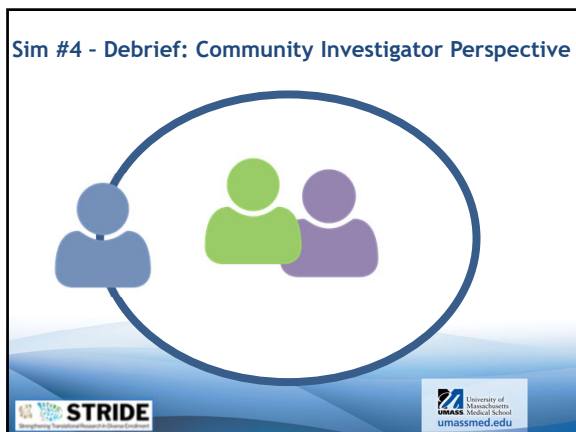 Sim #4 - Debrief: Community Investigator Perspective
STRIDE
Strengthening Translational Research in Diverse Enrollment
University of
Massachusetts
UMASS Medical School
umassmed.edu